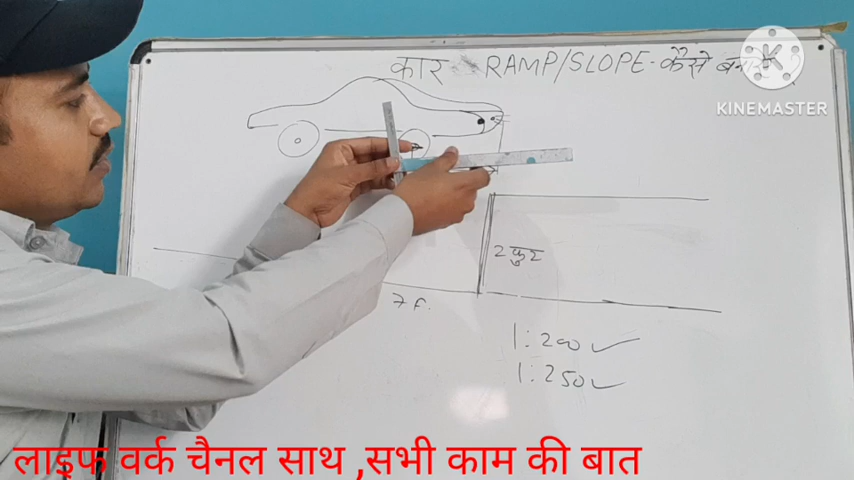 कार RAMP/SLOPE - कैसे
KINEMASTER
2 फुट
7 F.
1:200
1:250
लाइफ वर्क चैनल साथ ,सभी काम की बात